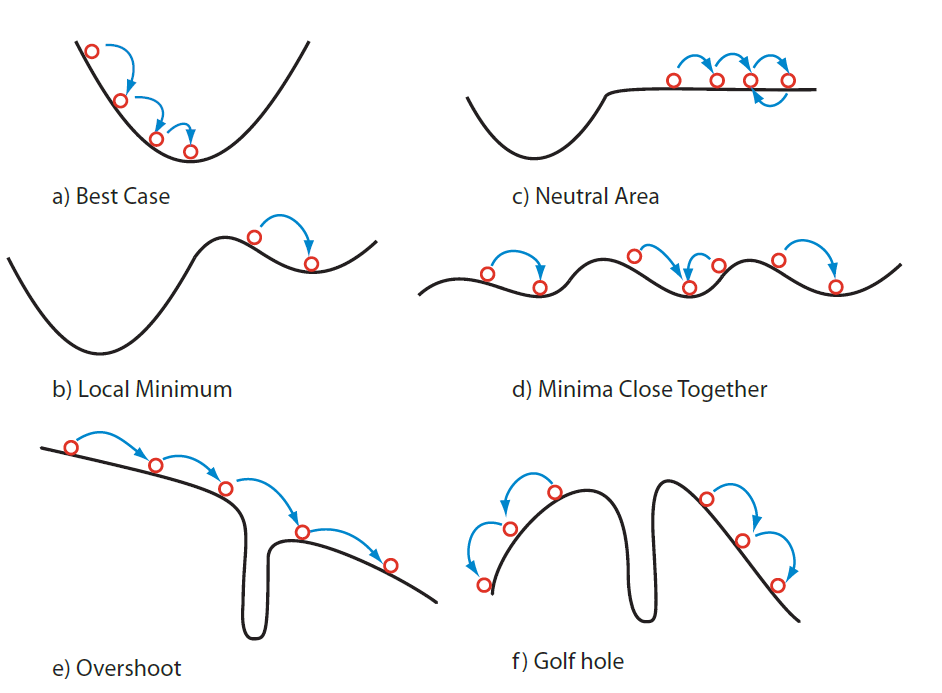 a) Best Case
c) Neutral Area
b) Local Minimum
d) Minima Close Together
e) Overshoot
f) Golf hole